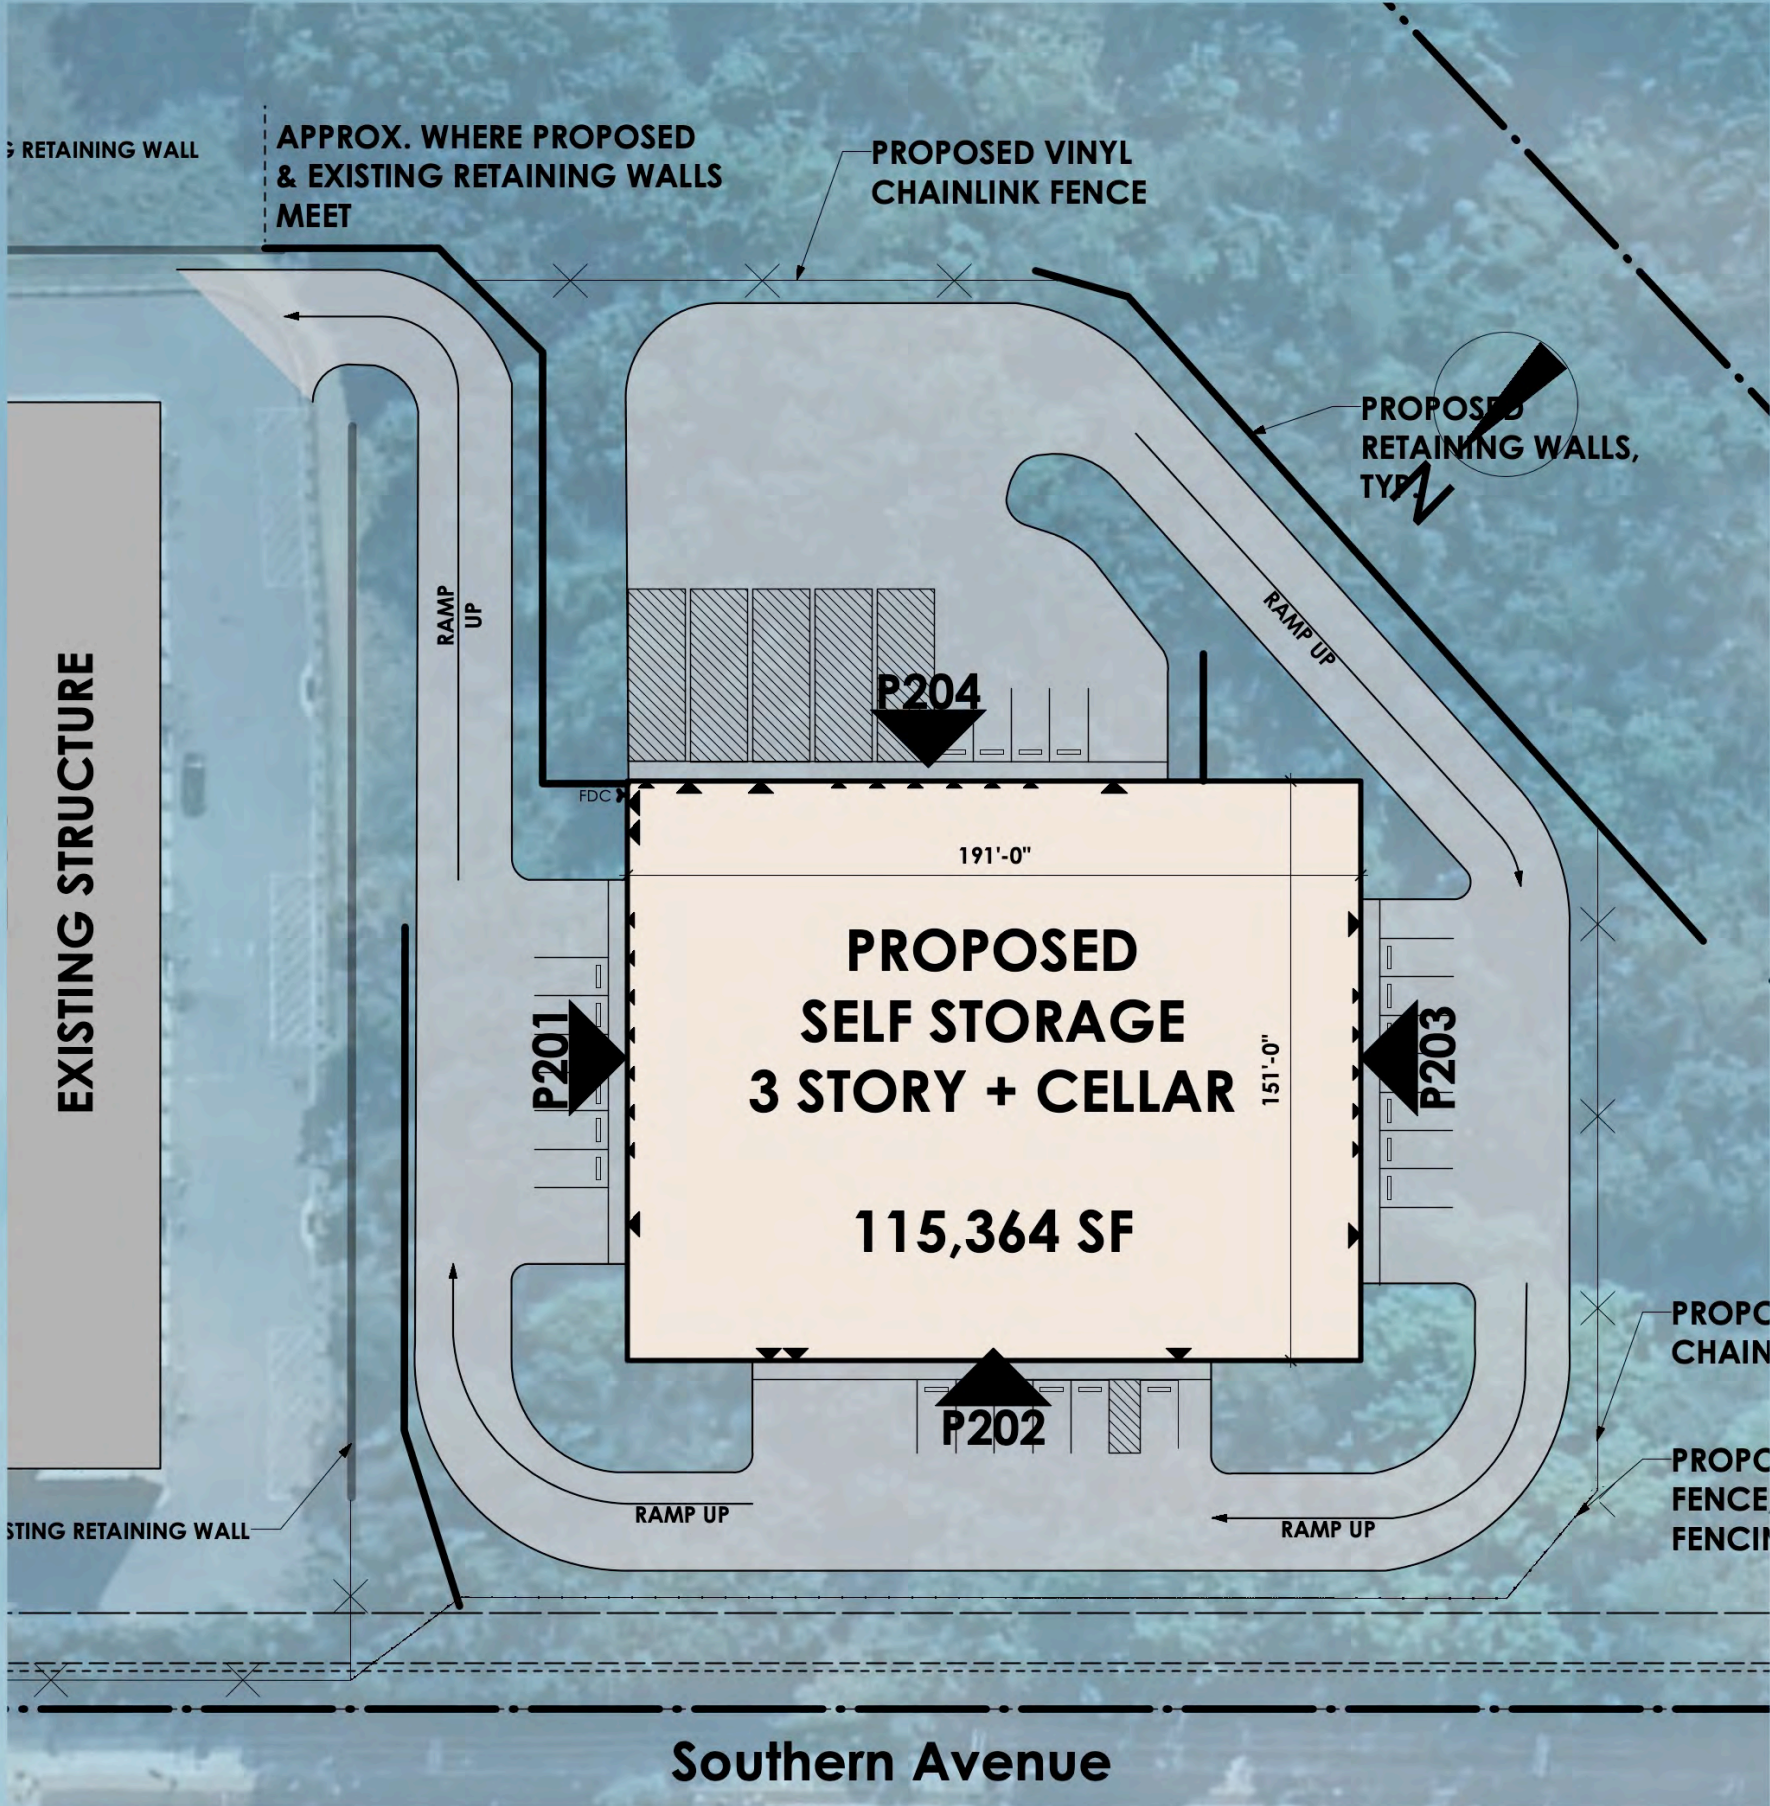 G RETAINING WALL
APPROX. WHERE PROPOSED
& EXISTING RETAINING WALLS
MEET
PROPOSED VINYL
CHAINLINK FENCE
PROPOSED
RETAINING WALLS,
TYP.
N
RAMP
UP
RAMP UP
EXISTING STRUCTURE
P204
FDC
191'-0"
PROPOSED
SELF STORAGE
3 STORY + CELLAR
115,364 SF
151'-0"
P201
P203
P202
PROPO
CHAIN
PROPO
FENCE,
FENCIN
STING RETAINING WALL
RAMP UP
RAMP UP
Southern Avenue